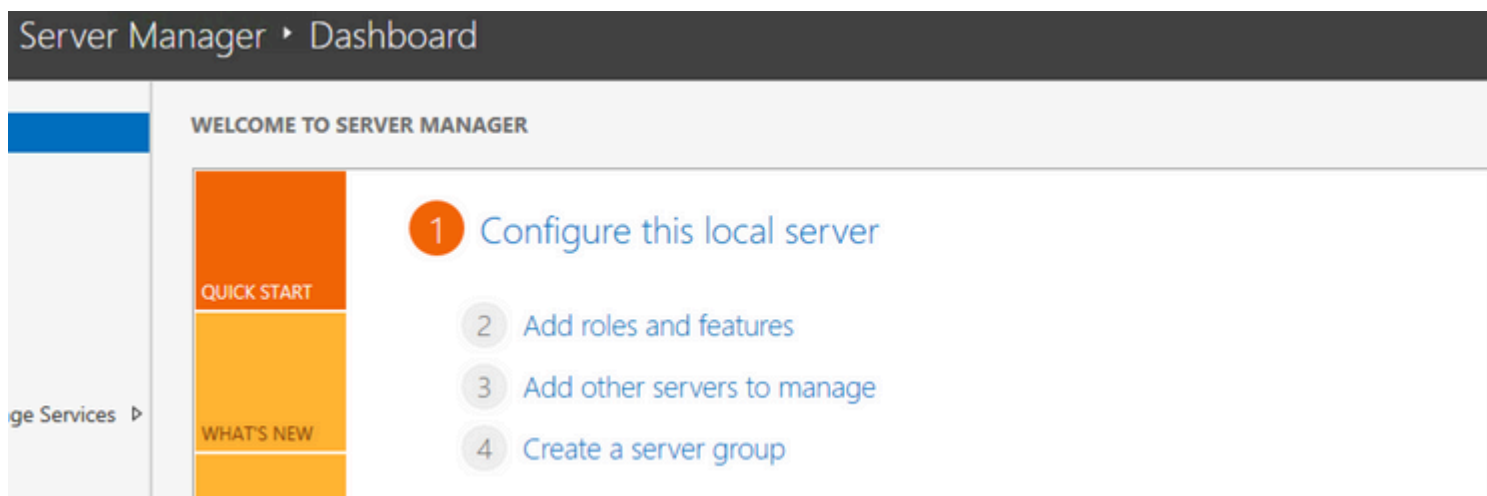 Server Manager ‣ Dashboard
WELCOME TO SERVER MANAGER
QUICK START
1 Configure this local server
2 Add roles and features
3 Add other servers to manage
4 Create a server group
Services
WHAT'S NEW